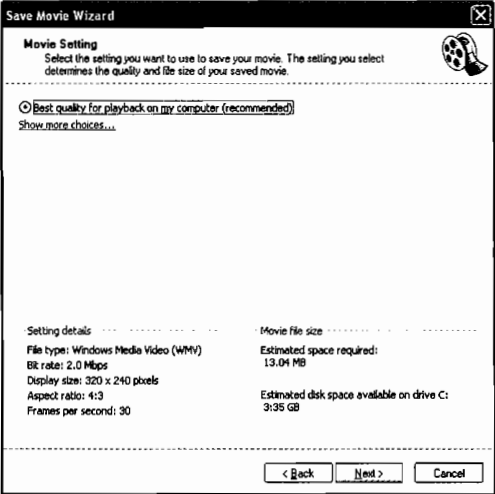 Save Movie Wizard
Movie Setting
Select the setting you want to use to save your movie. The setting you select
determines the quality and file size of your saved movie.
Best quality for playback on my computer (recommended)
Show more choices...
Setting details
File type: Windows Media Video (WMV)
Bit rate: 2.0 Mbps
Display size: 320 x 240 pixels
Aspect ratio: 4:3
Frames per second: 30
Movie file size
Estimated space required:
13.04 MB
Estimated disk space available on drive C:
3:35 GB
< Back
Next >
Cancel